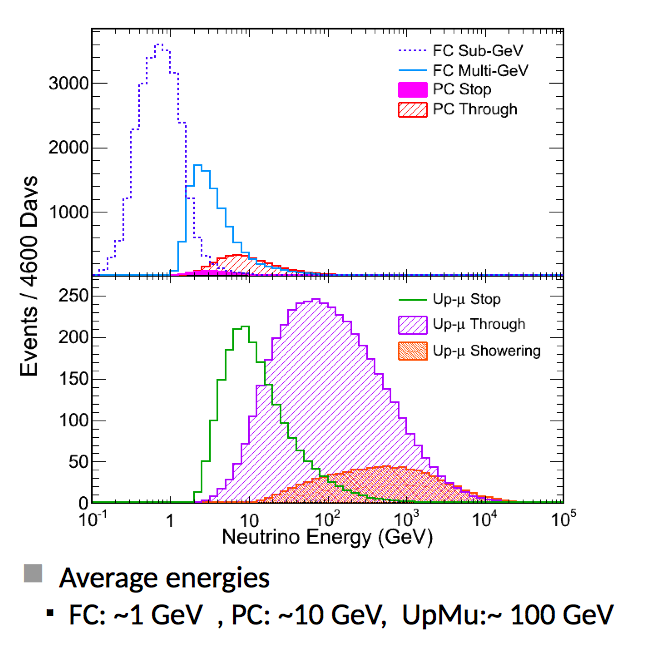 FC Sub-GeV
FC Multi-GeV
PC Stop
PC Through
3000
2000
1000
Events / 4600 Days
Up-μ Stop
Up-μ Through
Up-μ Showering
250
200
150
100
50
0
10-1 1 10 10² 10³ 10⁴ 10⁵
Neutrino Energy (GeV)
Average energies
▪ FC: ~1 GeV , PC: ~10 GeV, UpMu:~ 100 GeV